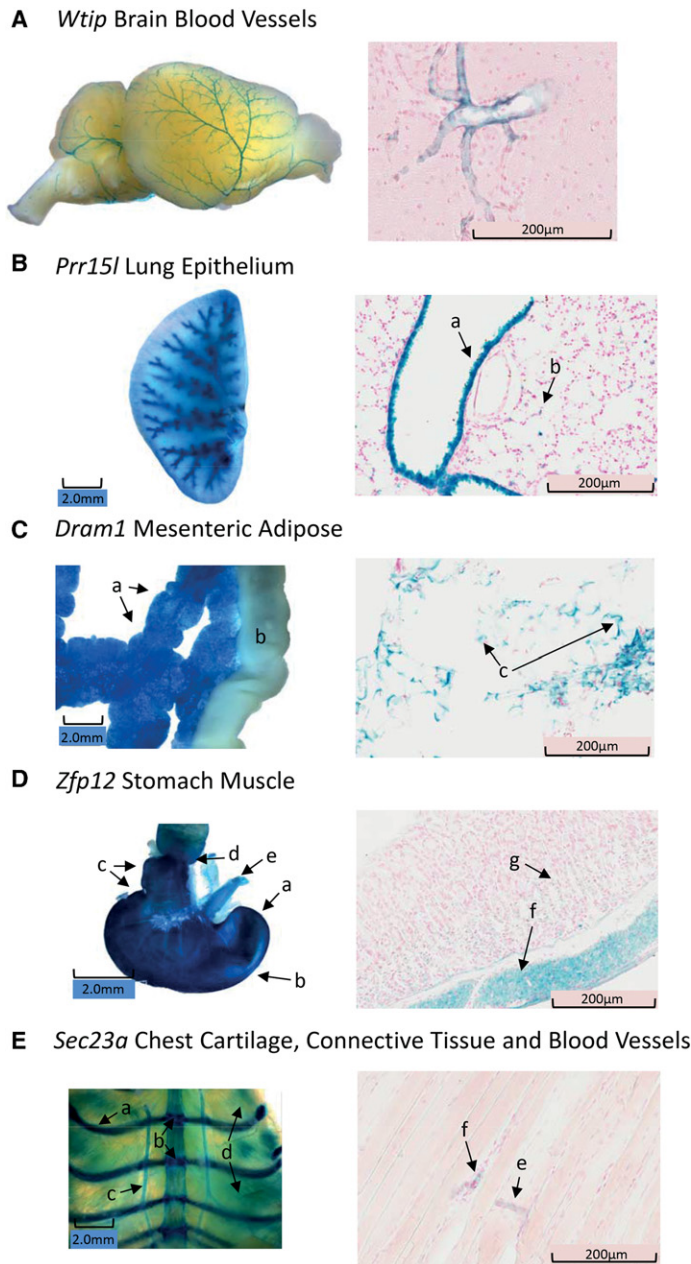 A Wtip Brain Blood Vessels
200µm
B Prr15l Lung Epithelium
a
b
2.0mm
200µm
C Dram1 Mesenteric Adipose
a
b
c
2.0mm
200µm
D Zfp12 Stomach Muscle
c
d
e
a
b
2.0mm
g
f
200µm
E Sec23a Chest Cartilage, Connective Tissue and Blood Vessels
a
b
c
d
2.0mm
f
e
200µm